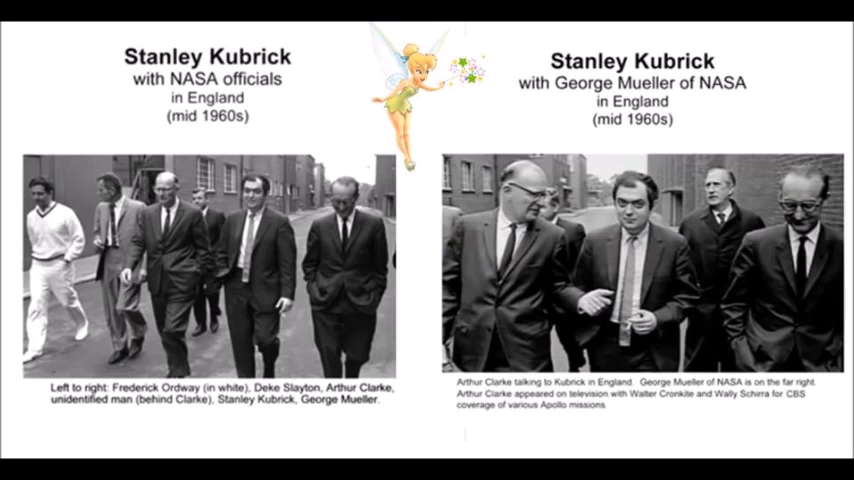 Stanley Kubrick
with NASA officials
in England
(mid 1960s)
Left to right: Frederick Ordway (in white), Deke Slayton, Arthur Clarke,
unidentified man (behind Clarke), Stanley Kubrick, George Mueller.
Stanley Kubrick
with George Mueller of NASA
in England
(mid 1960s)
Arthur Clarke talking to Kubrick in England. George Mueller of NASA is on the far right.
Arthur Clarke appeared on television with Walter Cronkite and Wally Schirra for CBS
coverage of various Apollo missions.